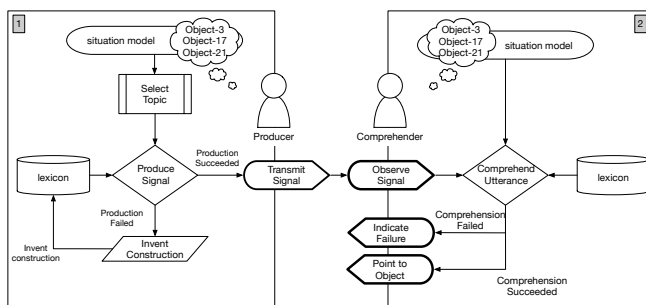 1
situation model
Object-3
Object-17
Object-21
Select
Topic
Producer
lexicon
Produce
Signal
Production
Succeeded
Transmit
Signal
Production
Failed
Invent
Construction
Invent
construction
2
Object-3
Object-17
Object-21
situation model
Comprehender
Observe
Signal
Comprehend
Utterance
lexicon
Comprehension
Failed
Indicate
Failure
Point to
Object
Comprehension
Succeeded